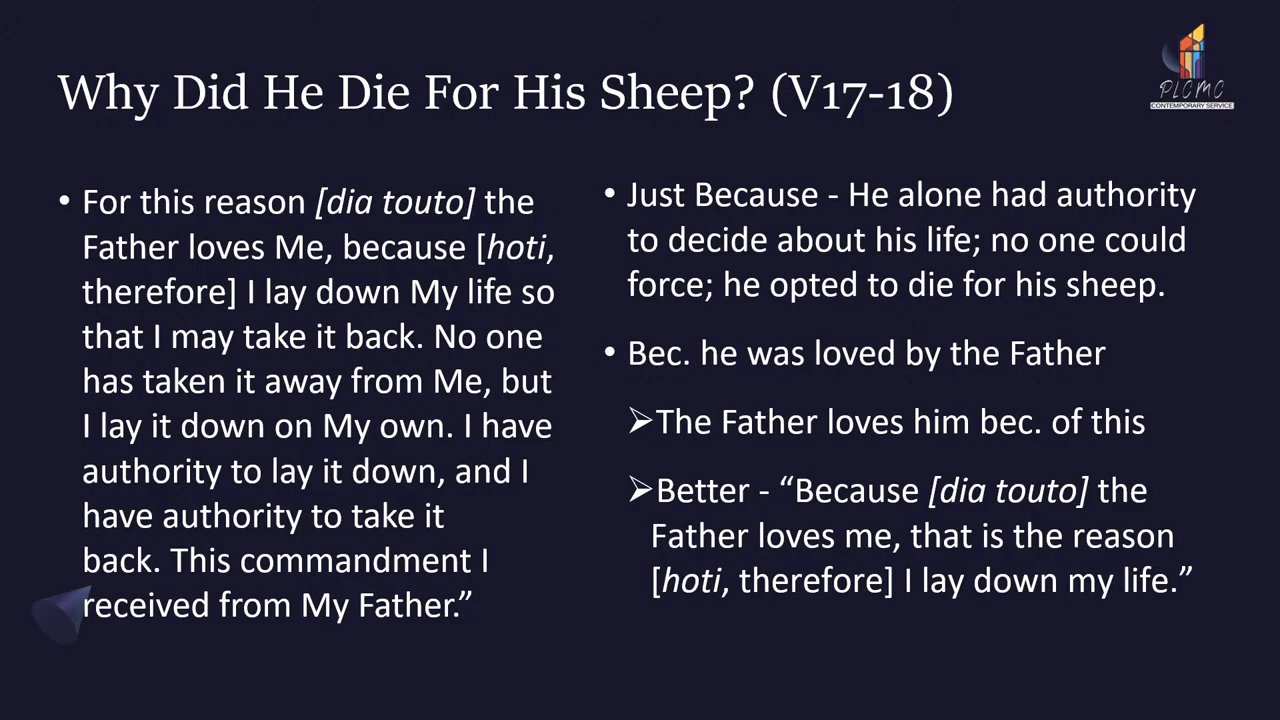 Why Did He Die For His Sheep? (V17-18)
PLCMC
CONTEMPORARY SERVICE
• For this reason [dia touto] the
Father loves Me, because [hoti,
therefore] I lay down My life so
that I may take it back. No one
has taken it away from Me, but
I lay it down on My own. I have
authority to lay it down, and I
have authority to take it
back. This commandment I
received from My Father.”
• Just Because - He alone had authority
to decide about his life; no one could
force; he opted to die for his sheep.
• Bec. he was loved by the Father
➢The Father loves him bec. of this
➢Better - “Because [dia touto] the
Father loves me, that is the reason
[hoti, therefore] I lay down my life.”